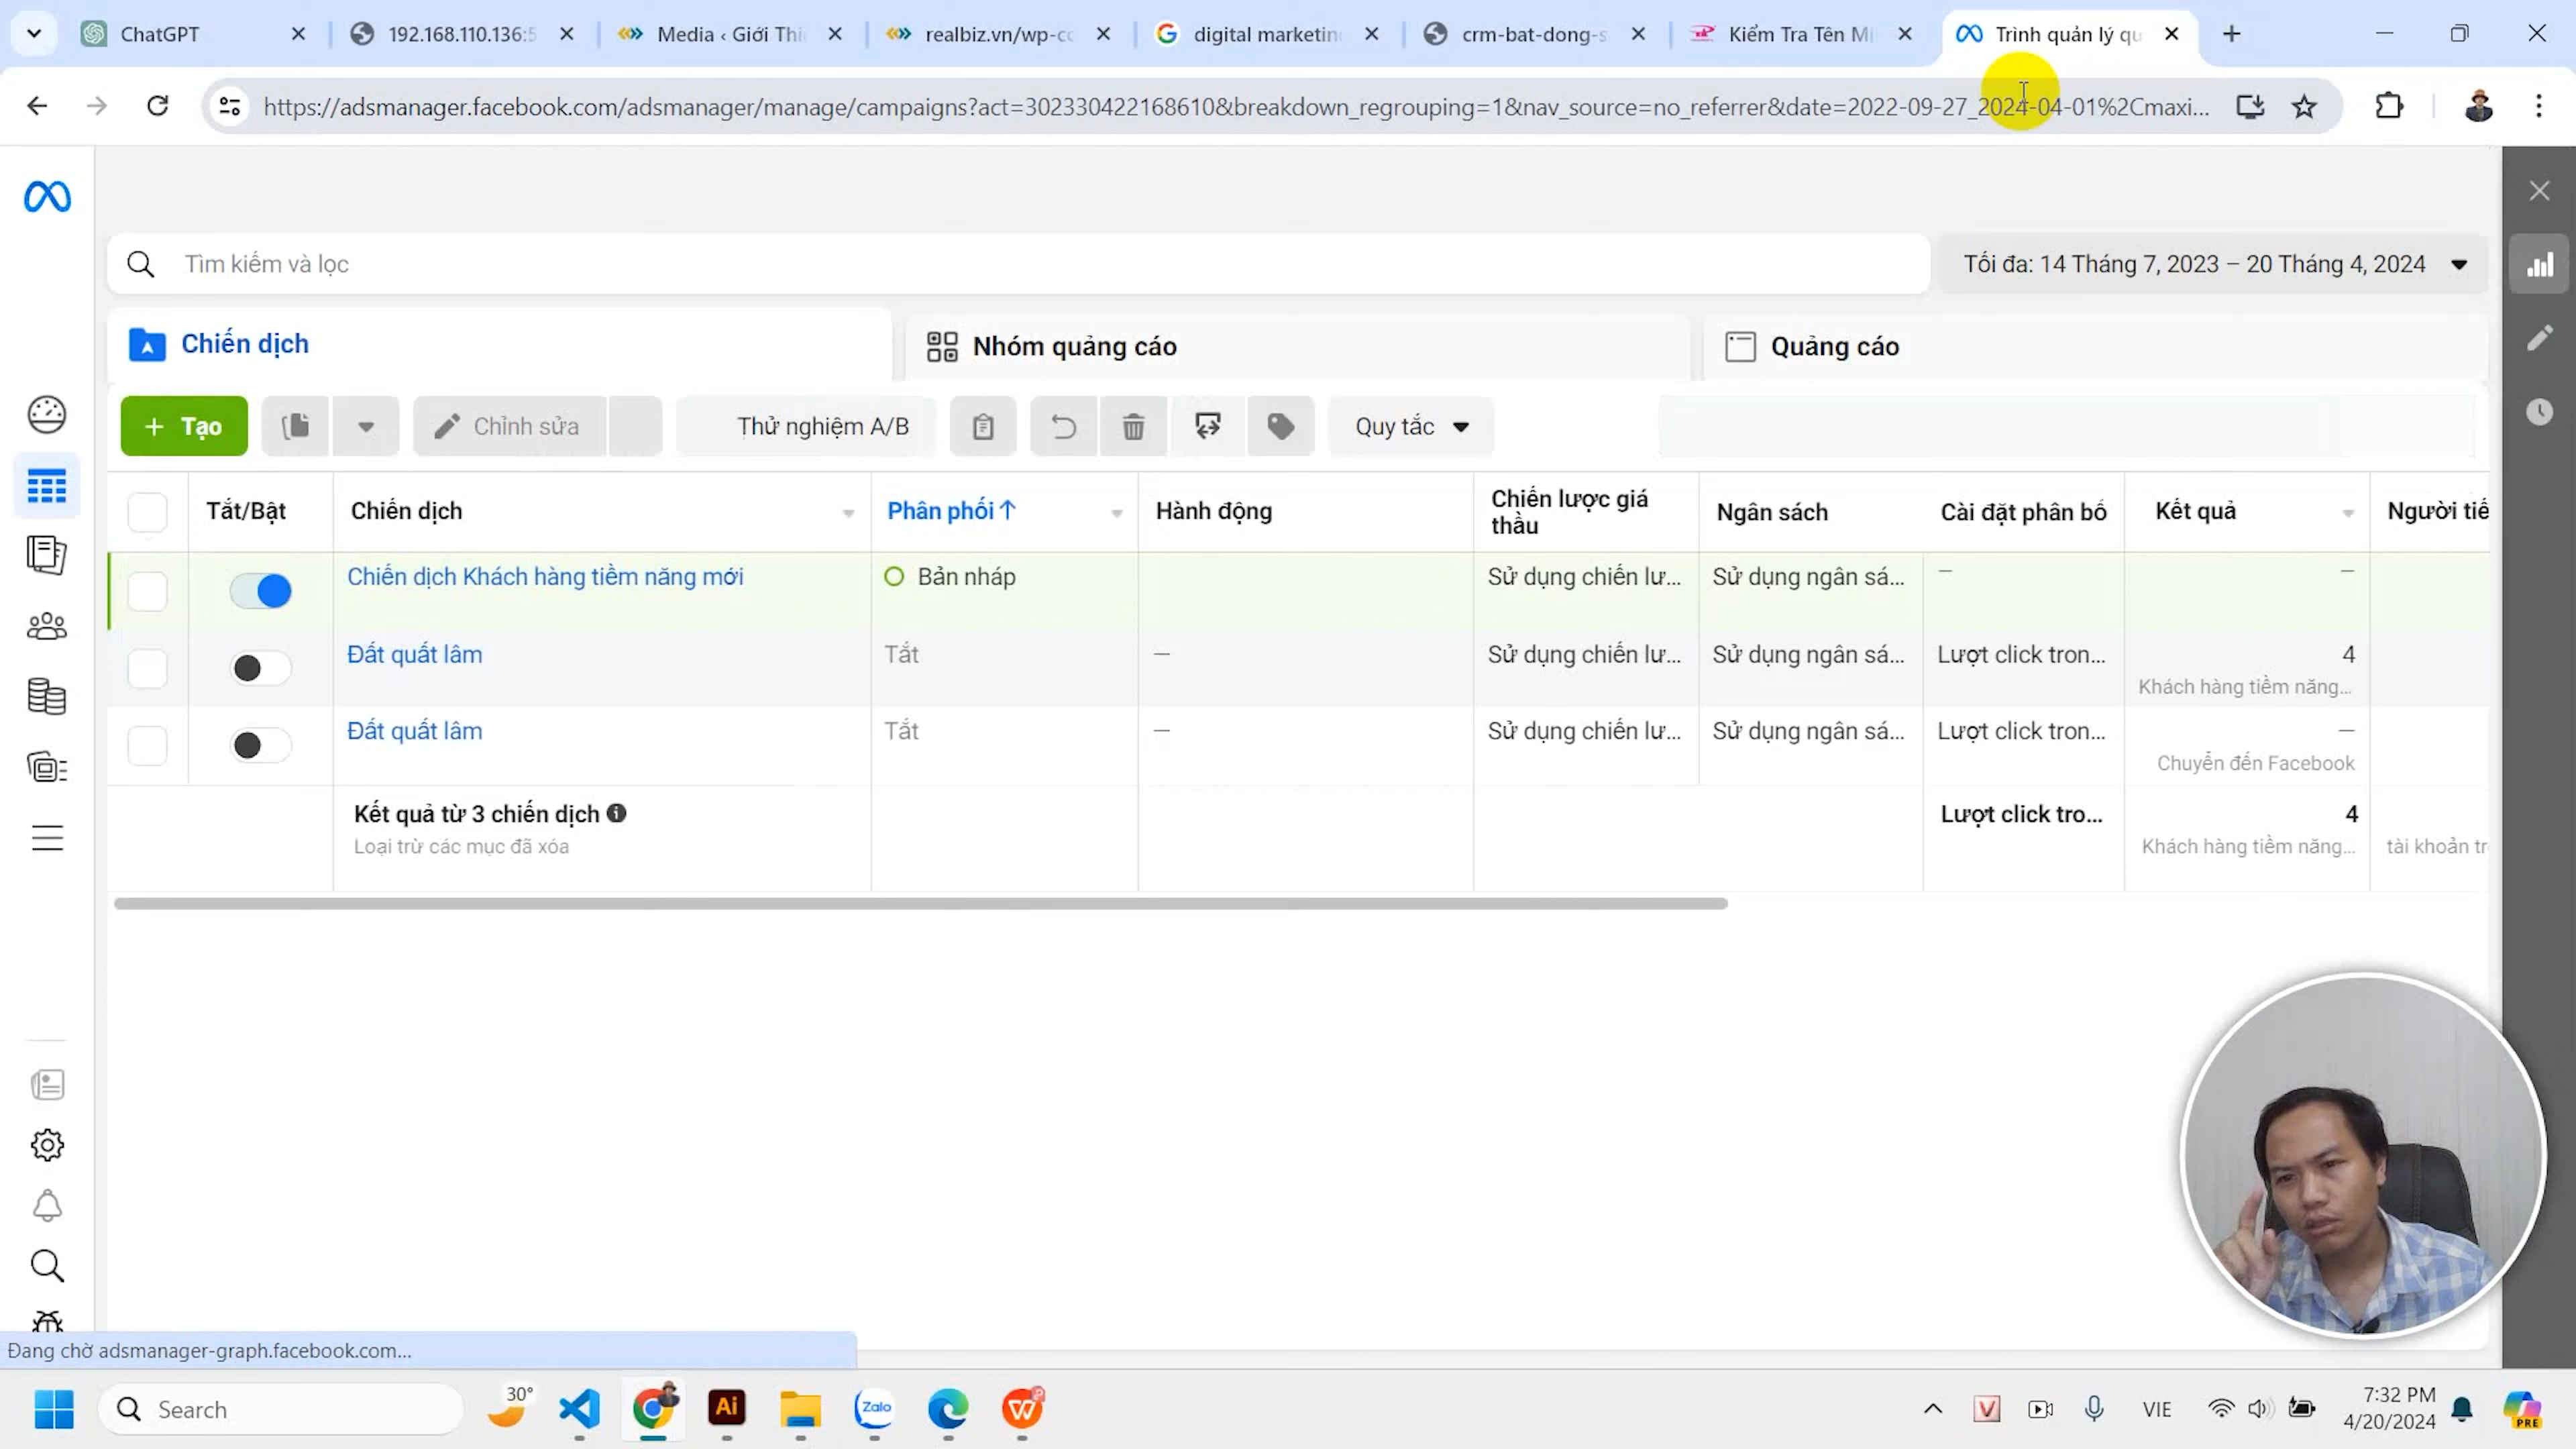 ChatGPT
192.168.110.136:5
Media ‹ Giới Thi
realbiz.vn/wp-co
digital marketin
crm-bat-dong-s
Kiểm Tra Tên Mi
Trình quản lý qu
https://adsmanager.facebook.com/adsmanager/manage/campaigns?act=302330422168610&breakdown_regrouping=1&nav_source=no_referrer&date=2022-09-27_2024-04-01%2Cmaxi...
Tìm kiếm và lọc
Tối đa: 14 Tháng 7, 2023 – 20 Tháng 4, 2024
Chiến dịch
Nhóm quảng cáo
Quảng cáo
+ Tạo
Chỉnh sửa
Thử nghiệm A/B
Quy tắc
Tắt/Bật
Chiến dịch
Phân phối ↑
Hành động
Chiến lược giá thầu
Ngân sách
Cài đặt phân bổ
Kết quả
Người tiế
Chiến dịch Khách hàng tiềm năng mới
Bản nháp
Sử dụng chiến lư...
Sử dụng ngân sá...
—
—
Đất quất lâm
Tắt
—
Sử dụng chiến lư...
Sử dụng ngân sá...
Lượt click tron...
4
Khách hàng tiềm năng...
Đất quất lâm
Tắt
—
Sử dụng chiến lư...
Sử dụng ngân sá...
Lượt click tron...
—
Chuyển đến Facebook
Kết quả từ 3 chiến dịch
Lượt click tro...
4
Loại trừ các mục đã xóa
Khách hàng tiềm năng...
tài khoản tr
Đang chờ adsmanager-graph.facebook.com...
Search
30°
Ai
Zalo
W
V
VIE
7:32 PM
4/20/2024
PRE